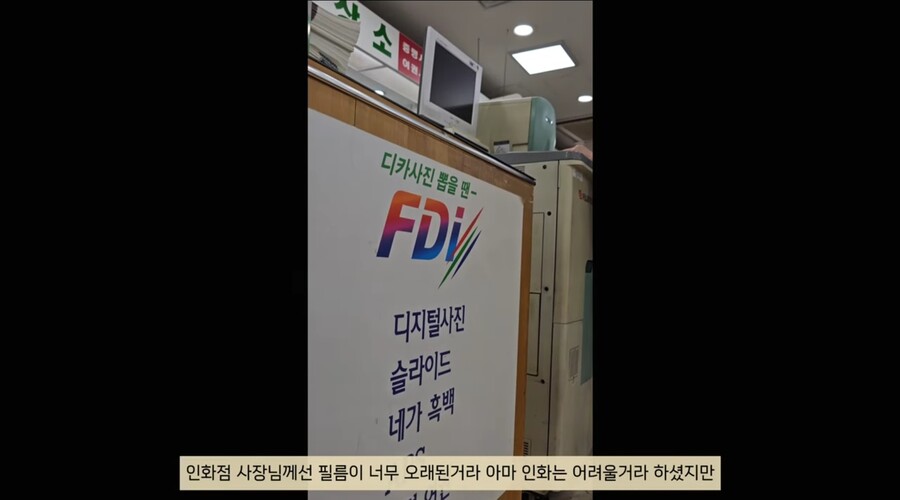 상소
디카사진 뽑을 땐-
FDi
디지털사진
슬라이드
네가 흑백
인화점 사장님께선 필름이 너무 오래된거라 아마 인화는 어려울거라 하셨지만